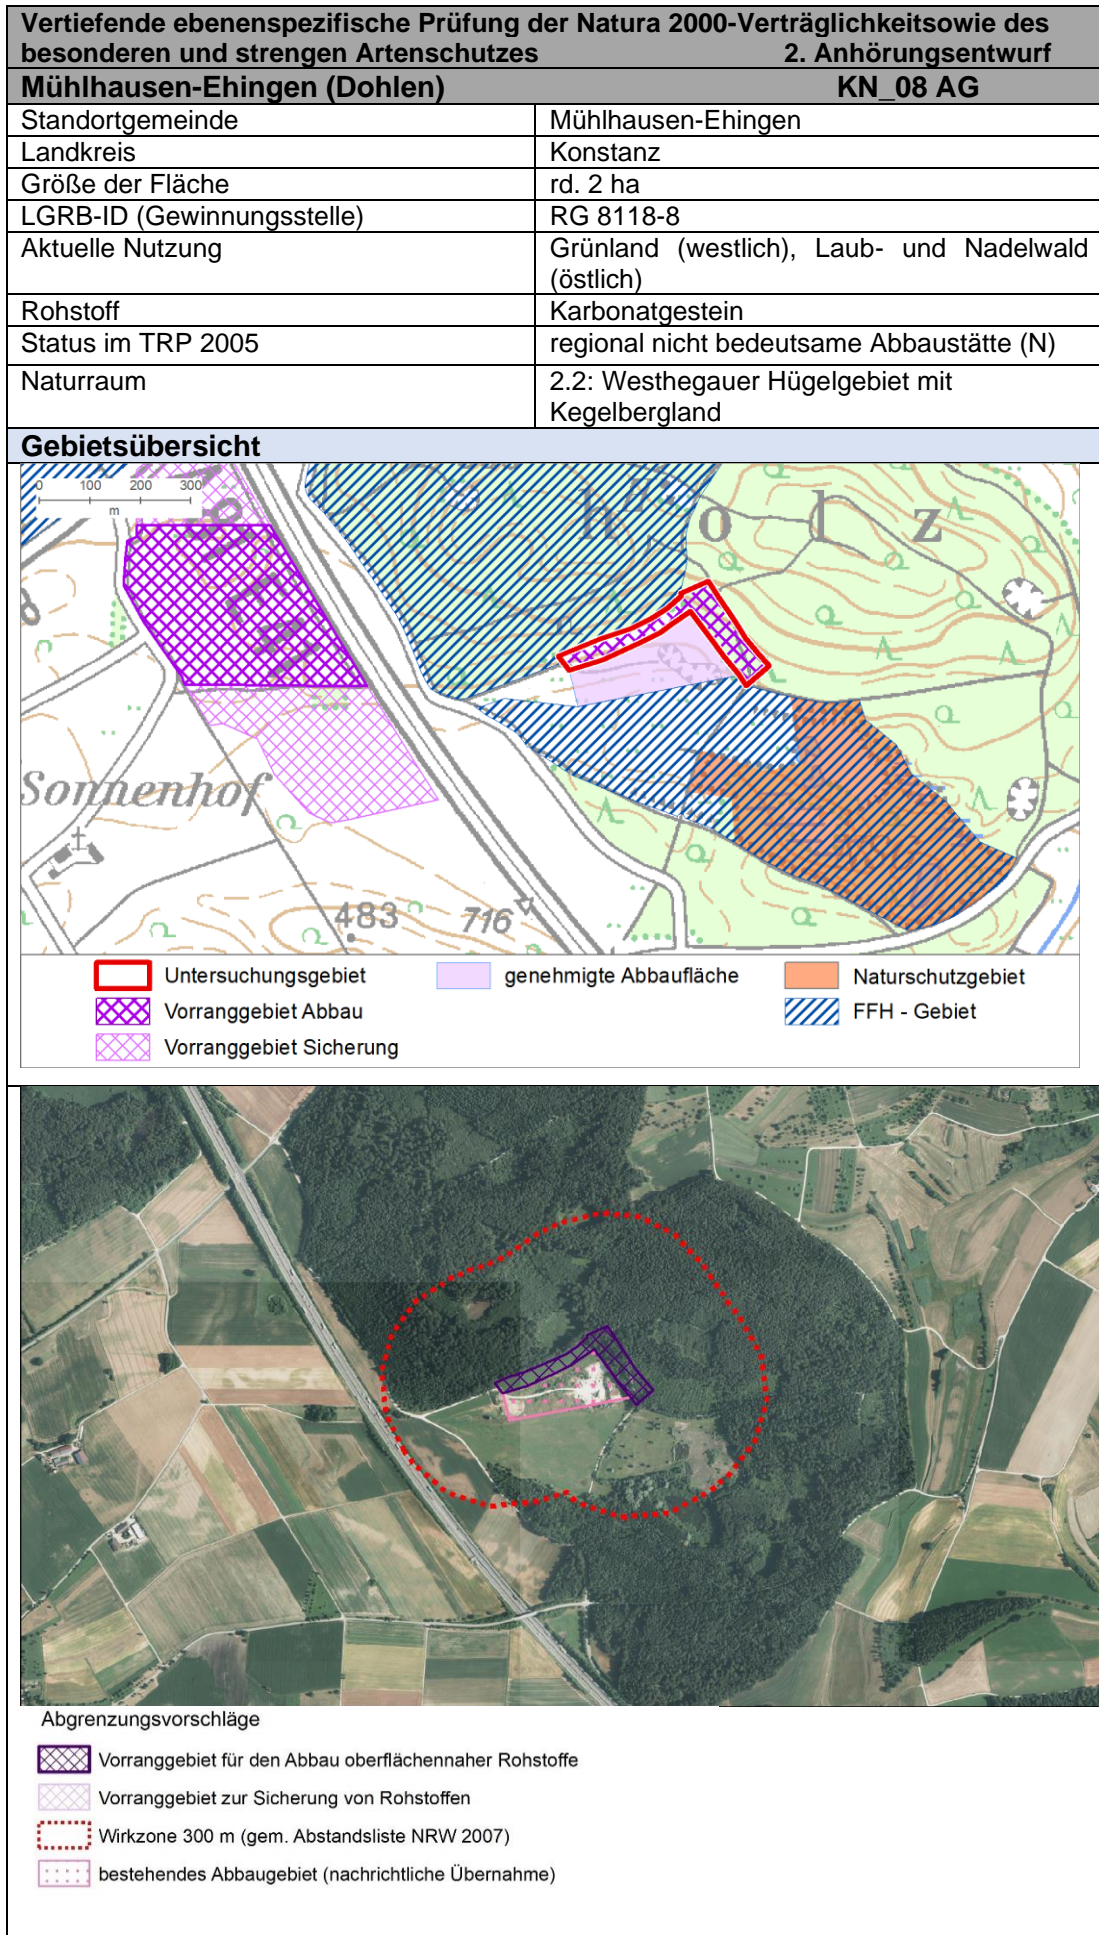 Vertiefende ebenenspezifische Prüfung der Natura 2000-Verträglichkeitsowie des
besonderen und strengen Artenschutzes 2. Anhörungsentwurf
Mühlhausen-Ehingen (Dohlen) KN_08 AG
Standortgemeinde Mühlhausen-Ehingen
Landkreis Konstanz
Größe der Fläche rd. 2 ha
LGRB-ID (Gewinnungsstelle) RG 8118-8
Aktuelle Nutzung Grünland (westlich), Laub- und Nadelwald
(östlich)
Rohstoff Karbonatgestein
Status im TRP 2005 regional nicht bedeutsame Abbaustätte (N)
Naturraum 2.2: Westhegauer Hügelgebiet mit
Kegelbergland
Gebietsübersicht
0 100 200 300
m
h o l z
Sonnenhof
483 716
Untersuchungsgebiet genehmigte Abbaufläche Naturschutzgebiet
Vorranggebiet Abbau FFH - Gebiet
Vorranggebiet Sicherung
Abgrenzungsvorschläge
Vorranggebiet für den Abbau oberflächennaher Rohstoffe
Vorranggebiet zur Sicherung von Rohstoffen
Wirkzone 300 m (gem. Abstandsliste NRW 2007)
bestehendes Abbaugebiet (nachrichtliche Übernahme)